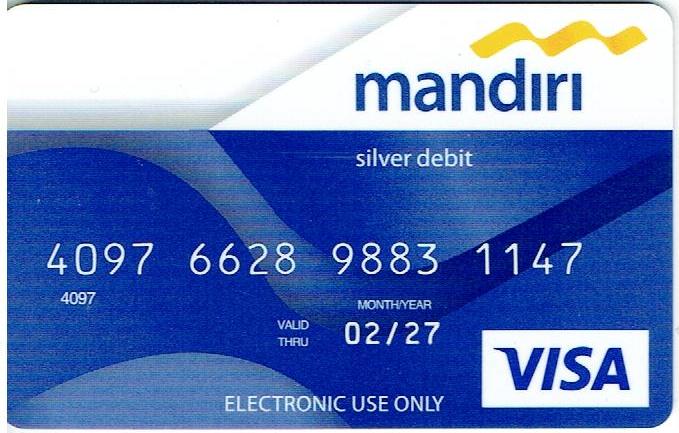 mandiri
silver debit
4097 6628 9883 1147
4097
MONTH/YEAR
VALID THRU 02/27
VISA
ELECTRONIC USE ONLY